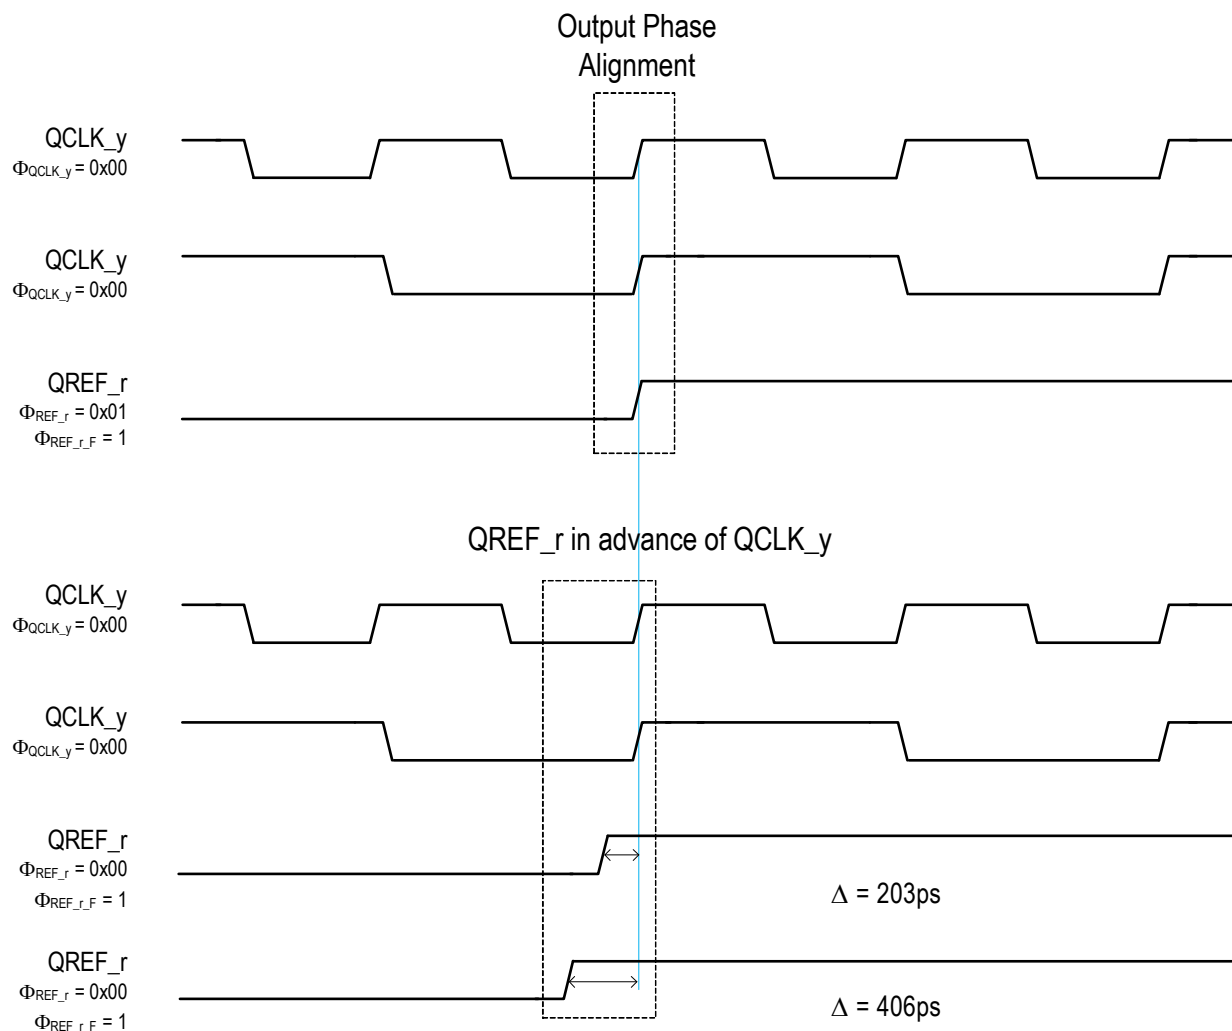 Output Phase
Alignment
QCLK_y
ΦQCLK_y = 0x00
QCLK_y
ΦQCLK_y = 0x00
QREF_r
ΦREF_r = 0x01
ΦREF_r_F = 1
QREF_r in advance of QCLK_y
QCLK_y
ΦQCLK_y = 0x00
QCLK_y
ΦQCLK_y = 0x00
QREF_r
ΦREF_r = 0x00
ΦREF_r_F = 1
Δ = 203ps
QREF_r
ΦREF_r = 0x00
ΦREF_r_F = 1
Δ = 406ps